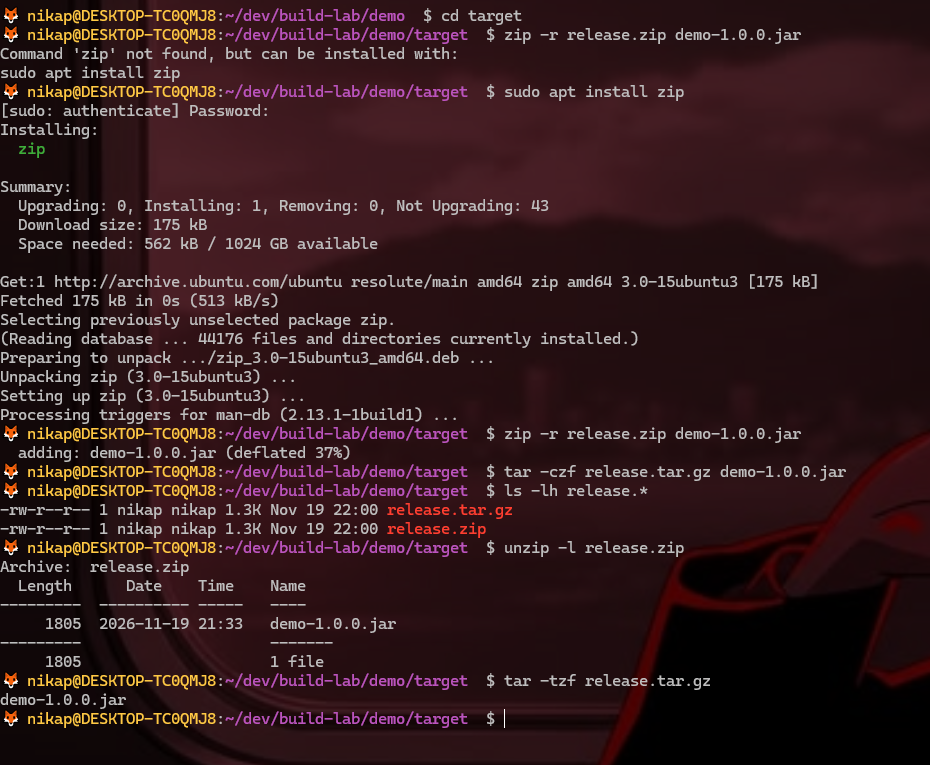 🦊 nikap@DESKTOP-TC0QMJ8:~/dev/build-lab/demo $ cd target
🦊 nikap@DESKTOP-TC0QMJ8:~/dev/build-lab/demo/target $ zip -r release.zip demo-1.0.0.jar
Command 'zip' not found, but can be installed with:
sudo apt install zip
🦊 nikap@DESKTOP-TC0QMJ8:~/dev/build-lab/demo/target $ sudo apt install zip
[sudo: authenticate] Password:
Installing:
  zip

Summary:
  Upgrading: 0, Installing: 1, Removing: 0, Not Upgrading: 43
  Download size: 175 kB
  Space needed: 562 kB / 1024 GB available

Get:1 http://archive.ubuntu.com/ubuntu resolute/main amd64 zip amd64 3.0-15ubuntu3 [175 kB]
Fetched 175 kB in 0s (513 kB/s)
Selecting previously unselected package zip.
(Reading database ... 44176 files and directories currently installed.)
Preparing to unpack .../zip_3.0-15ubuntu3_amd64.deb ...
Unpacking zip (3.0-15ubuntu3) ...
Setting up zip (3.0-15ubuntu3) ...
Processing triggers for man-db (2.13.1-1build1) ...
🦊 nikap@DESKTOP-TC0QMJ8:~/dev/build-lab/demo/target $ zip -r release.zip demo-1.0.0.jar
  adding: demo-1.0.0.jar (deflated 37%)
🦊 nikap@DESKTOP-TC0QMJ8:~/dev/build-lab/demo/target $ tar -czf release.tar.gz demo-1.0.0.jar
🦊 nikap@DESKTOP-TC0QMJ8:~/dev/build-lab/demo/target $ ls -lh release.*
-rw-r--r-- 1 nikap nikap 1.3K Nov 19 22:00 release.tar.gz
-rw-r--r-- 1 nikap nikap 1.3K Nov 19 22:00 release.zip
🦊 nikap@DESKTOP-TC0QMJ8:~/dev/build-lab/demo/target $ unzip -l release.zip
Archive:  release.zip
  Length      Date    Time    Name
---------  ---------- -----   ----
     1805  2026-11-19 21:33   demo-1.0.0.jar
---------                     -------
     1805                     1 file
🦊 nikap@DESKTOP-TC0QMJ8:~/dev/build-lab/demo/target $ tar -tzf release.tar.gz
demo-1.0.0.jar
🦊 nikap@DESKTOP-TC0QMJ8:~/dev/build-lab/demo/target $